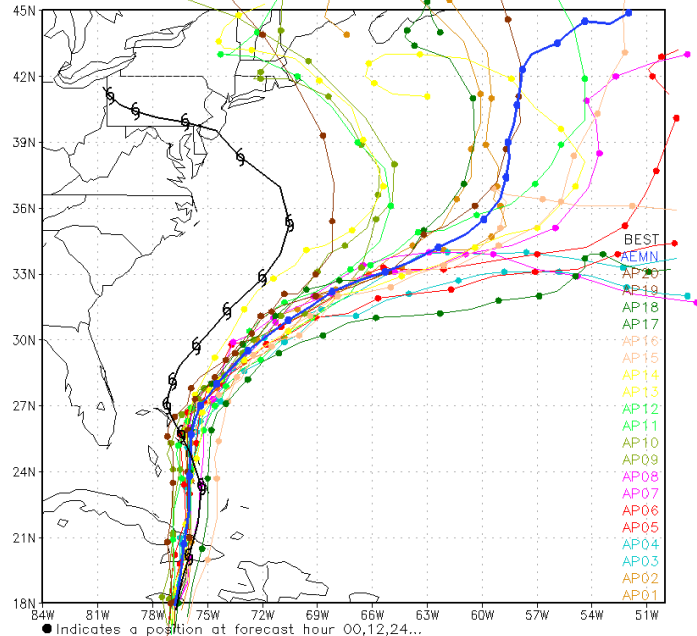 45N
42N
39N
36N
33N
30N
27N
24N
21N
18N
84W 81W 78W 75W 72W 69W 66W 63W 60W 57W 54W 51W
BEST
AEMN
AP20
AP19
AP18
AP17
AP16
AP15
AP14
AP13
AP12
AP11
AP10
AP09
AP08
AP07
AP06
AP05
AP04
AP03
AP02
AP01
Indicates a position at forecast hour 00,12,24...